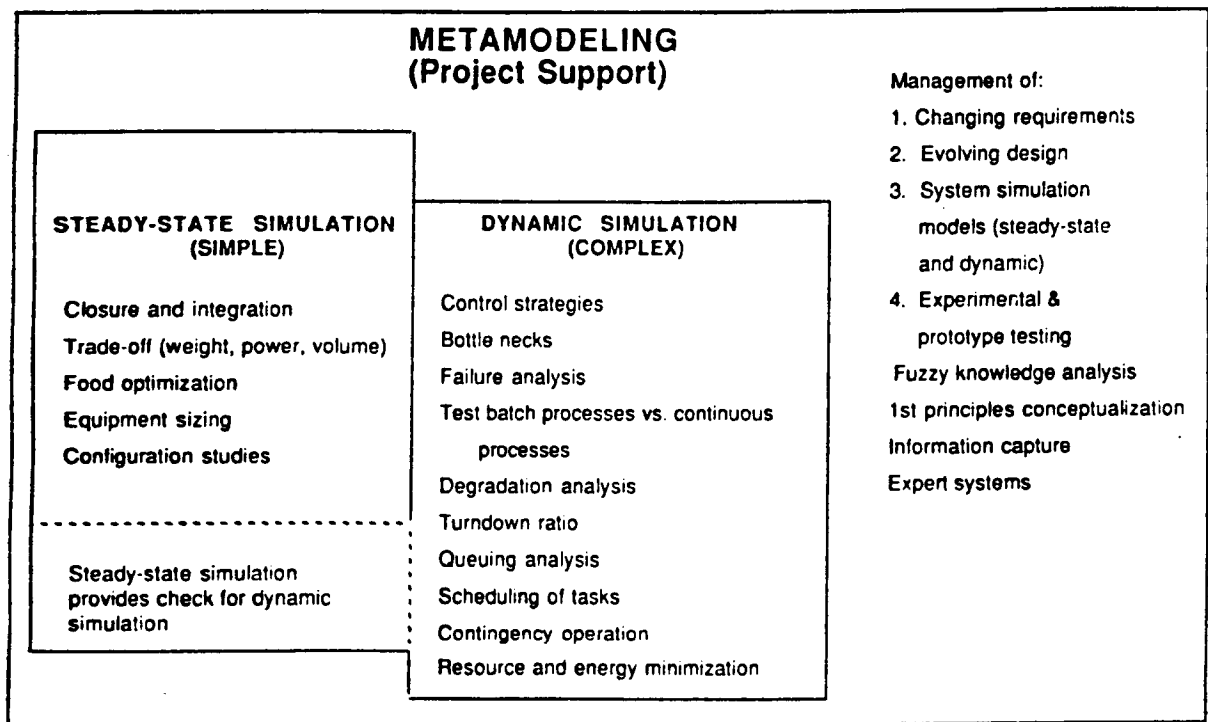 METAMODELING
(Project Support)
STEADY-STATE SIMULATION
(SIMPLE)
Closure and integration
Trade-off (weight, power, volume)
Food optimization
Equipment sizing
Configuration studies
Steady-state simulation
provides check for dynamic
simulation
DYNAMIC SIMULATION
(COMPLEX)
Control strategies
Bottle necks
Failure analysis
Test batch processes vs. continuous
processes
Degradation analysis
Turndown ratio
Queuing analysis
Scheduling of tasks
Contingency operation
Resource and energy minimization
Management of:
1. Changing requirements
2. Evolving design
3. System simulation
models (steady-state
and dynamic)
4. Experimental &
prototype testing
Fuzzy knowledge analysis
1st principles conceptualization
Information capture
Expert systems